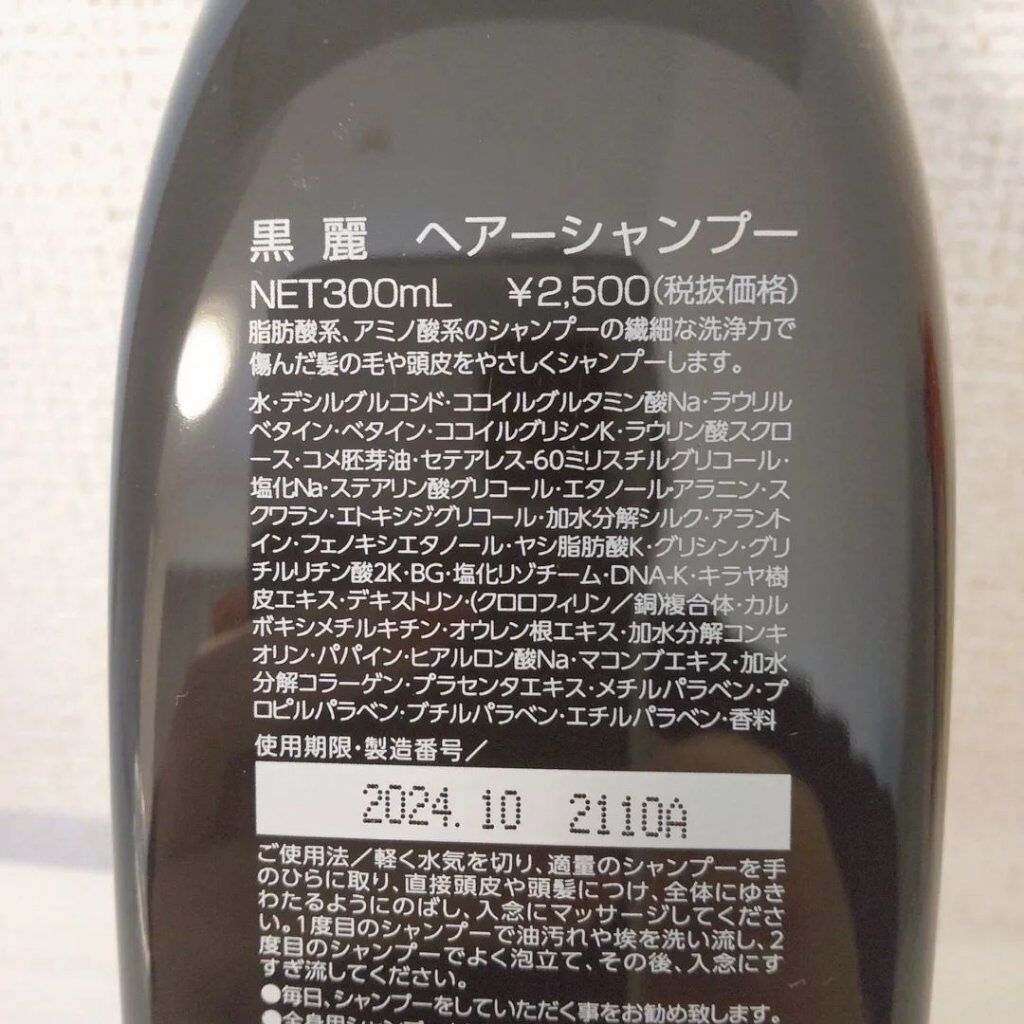 黒麗 ヘアーシャンプー
NET300mL ¥2,500(税抜価格)
脂肪酸系、アミノ酸系のシャンプーの繊細な洗浄力で
傷んだ髪の毛や頭皮をやさしくシャンプーします。
水・デシルグルコシド・ココイルグルタミン酸Na・ラウリル
ベタイン・ベタイン・ココイルグリシンK・ラウリン酸スクロ
ース・コメ胚芽油・セテアレス-60ミリスチルグリコール・
塩化Na・ステアリン酸グリコール・エタノール・アラニン・ス
クワラン・エトキシジグリコール・加水分解シルク・アラント
イン・フェノキシエタノール・ヤシ脂肪酸K・グリシン・グリ
チルリチン酸2K・BG・塩化リゾチーム・DNA-K・キラヤ樹
皮エキス・デキストリン・(クロロフィリン/銅)複合体・カル
ボキシメチルキチン・オウレン根エキス・加水分解コンキ
オリン・パパイン・ヒアルロン酸Na・マコンブエキス・加水
分解コラーゲン・プラセンタエキス・メチルパラベン・プ
ロピルパラベン・ブチルパラベン・エチルパラベン・香料
使用期限・製造番号/
2024.10 2110A
ご使用法/軽く水気を切り、適量のシャンプーを手
のひらに取り、直接頭皮や頭髪につけ、全体にゆき
わたるようにのばし、入念にマッサージしてくださ
い。1度目のシャンプーで油汚れや埃を洗い流し、2
度目のシャンプーでよく泡立て、その後、入念にす
すぎ流してください。
●毎日、シャンプーをしていただく事をお勧め致します。
●全身用シャンプー